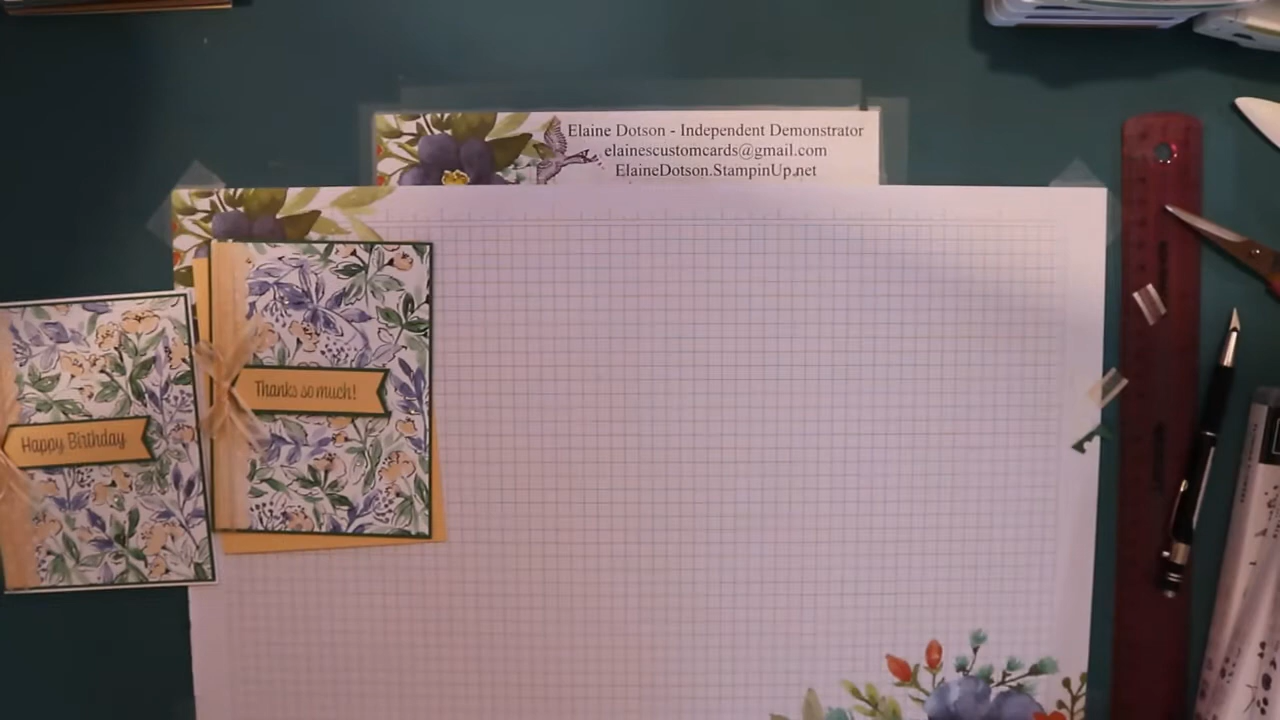 Elaine Dotson - Independent Demonstrator
elainescustomcards@gmail.com
ElaineDotson.StampinUp.net
Thanks so much!
Happy Birthday